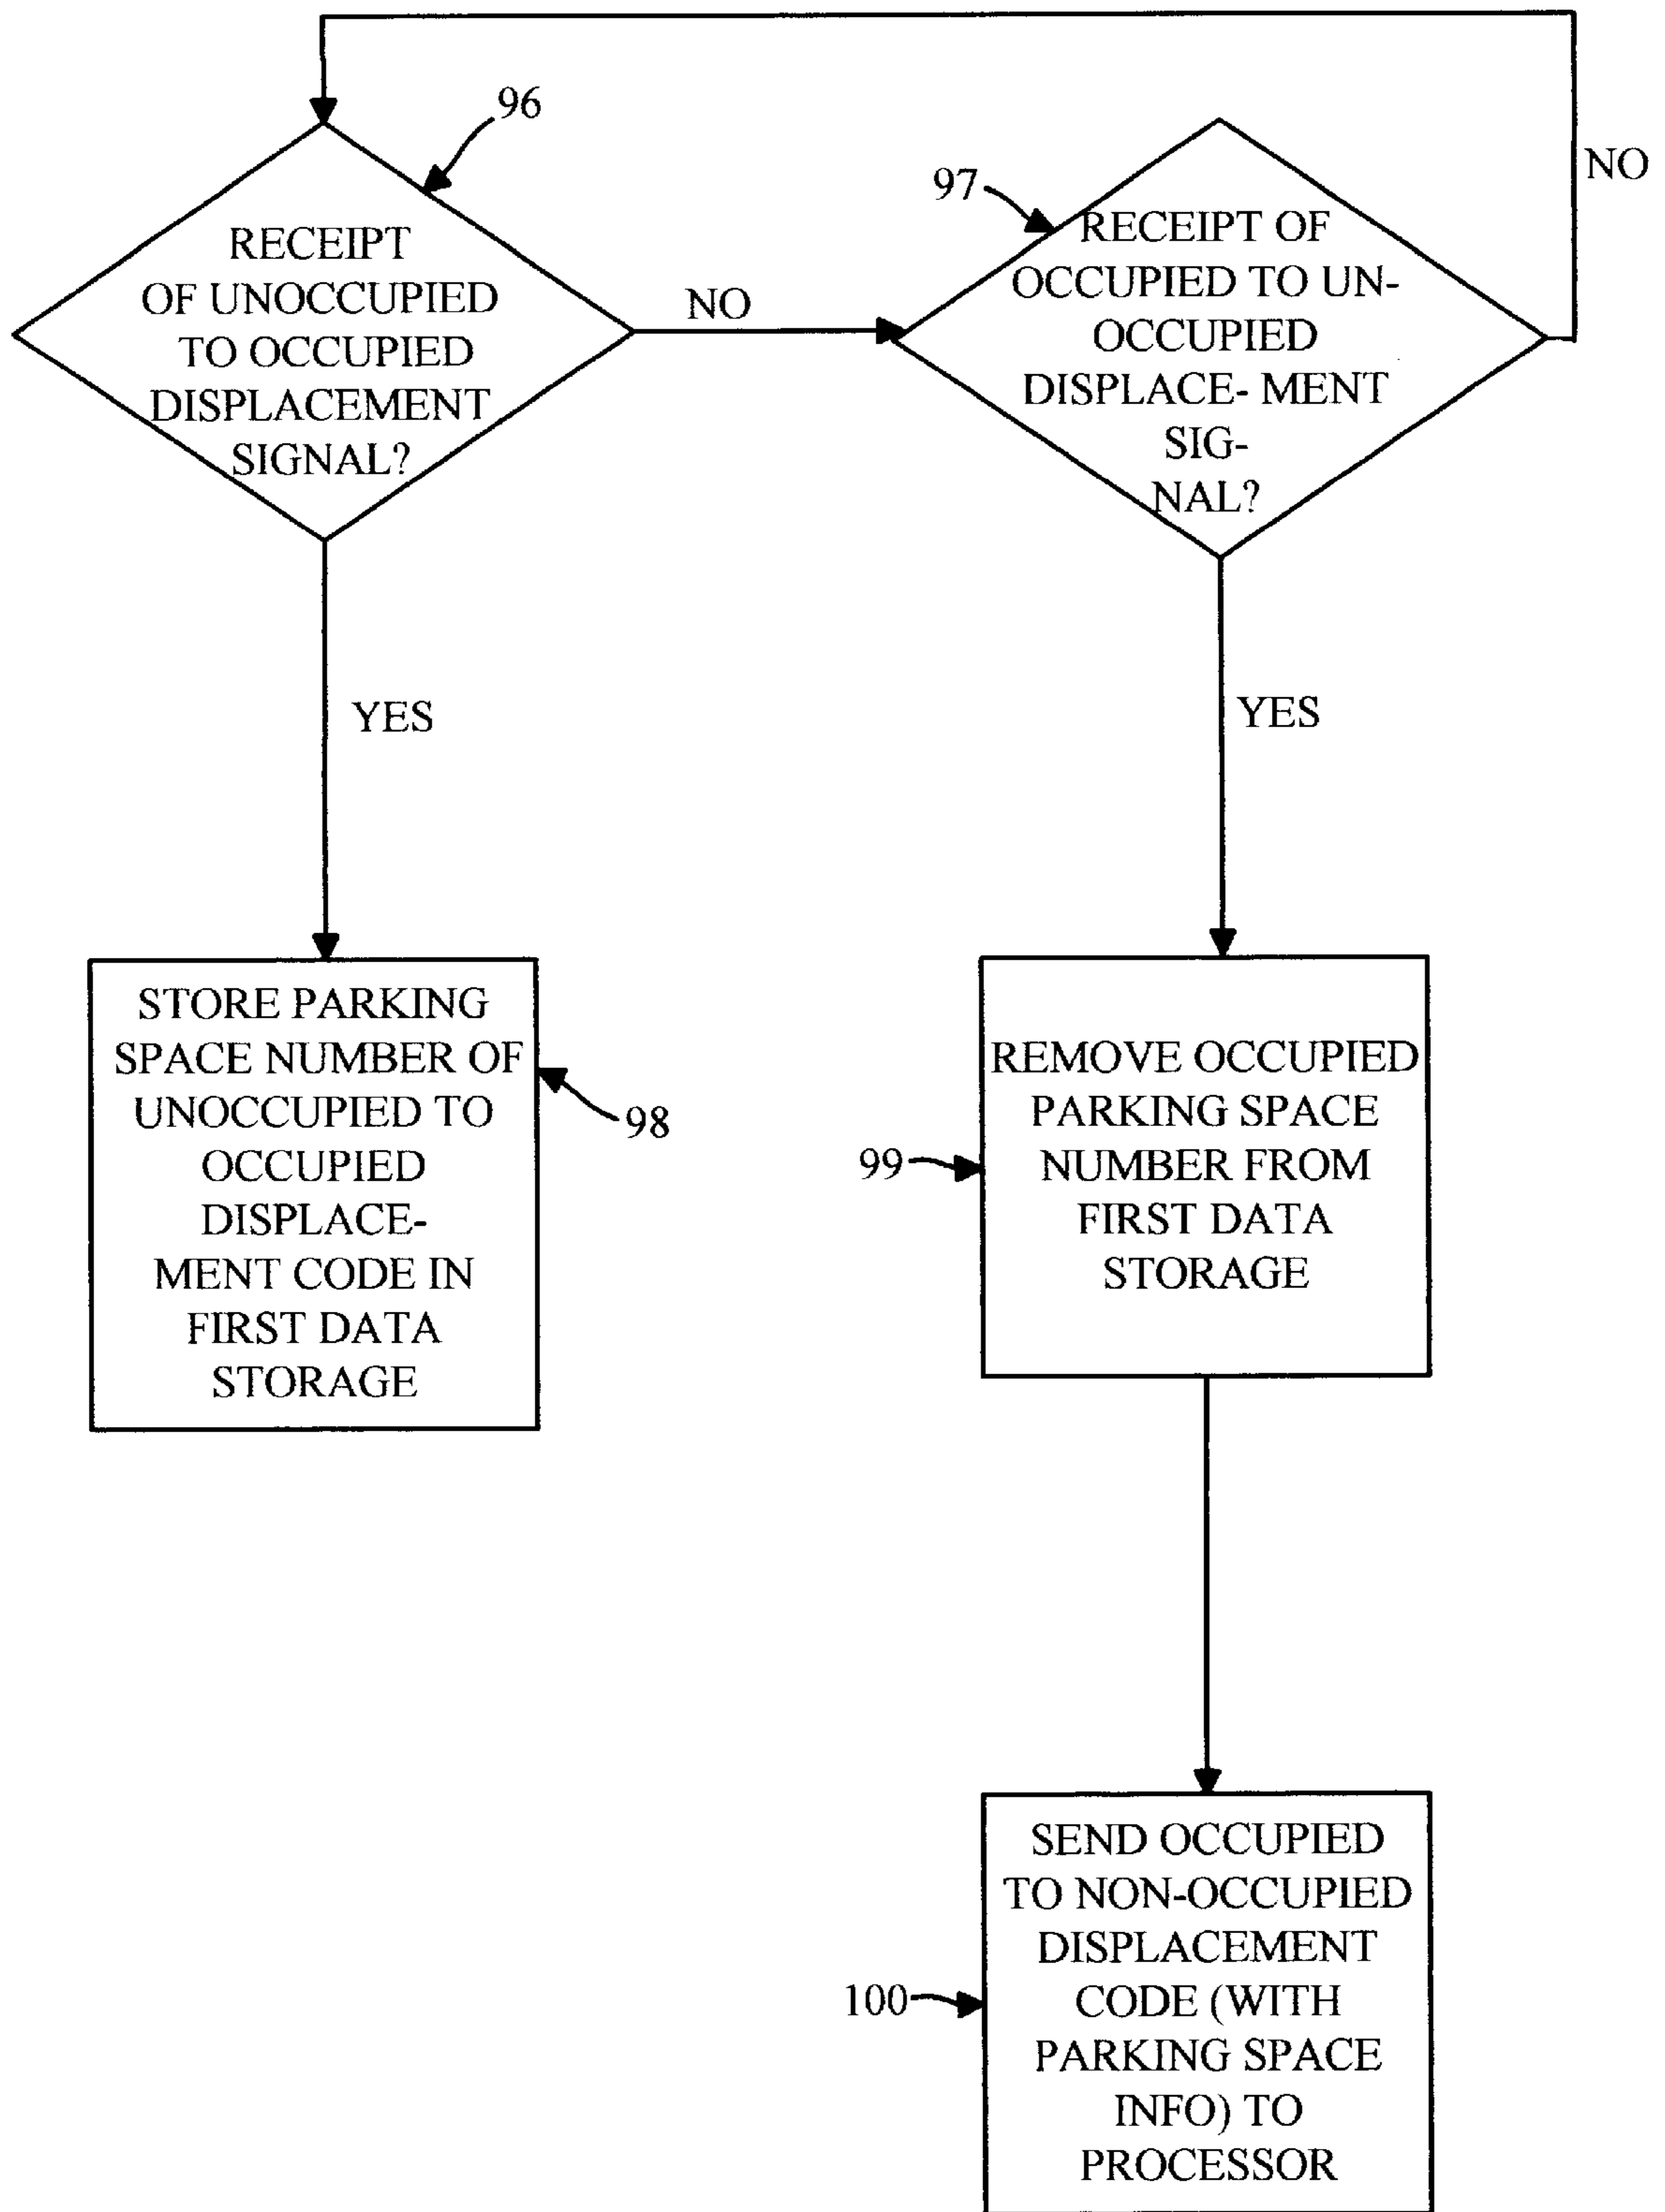 96
RECEIPT
OF UNOCCUPIED
TO OCCUPIED
DISPLACEMENT
SIGNAL?
NO
97
RECEIPT OF
OCCUPIED TO UN-
OCCUPIED
DISPLACE- MENT
SIG-
NAL?
NO
YES
YES
STORE PARKING
SPACE NUMBER OF
UNOCCUPIED TO
OCCUPIED
DISPLACE-
MENT CODE IN
FIRST DATA
STORAGE
98
99
REMOVE OCCUPIED
PARKING SPACE
NUMBER FROM
FIRST DATA
STORAGE
100
SEND OCCUPIED
TO NON-OCCUPIED
DISPLACEMENT
CODE (WITH
PARKING SPACE
INFO) TO
PROCESSOR